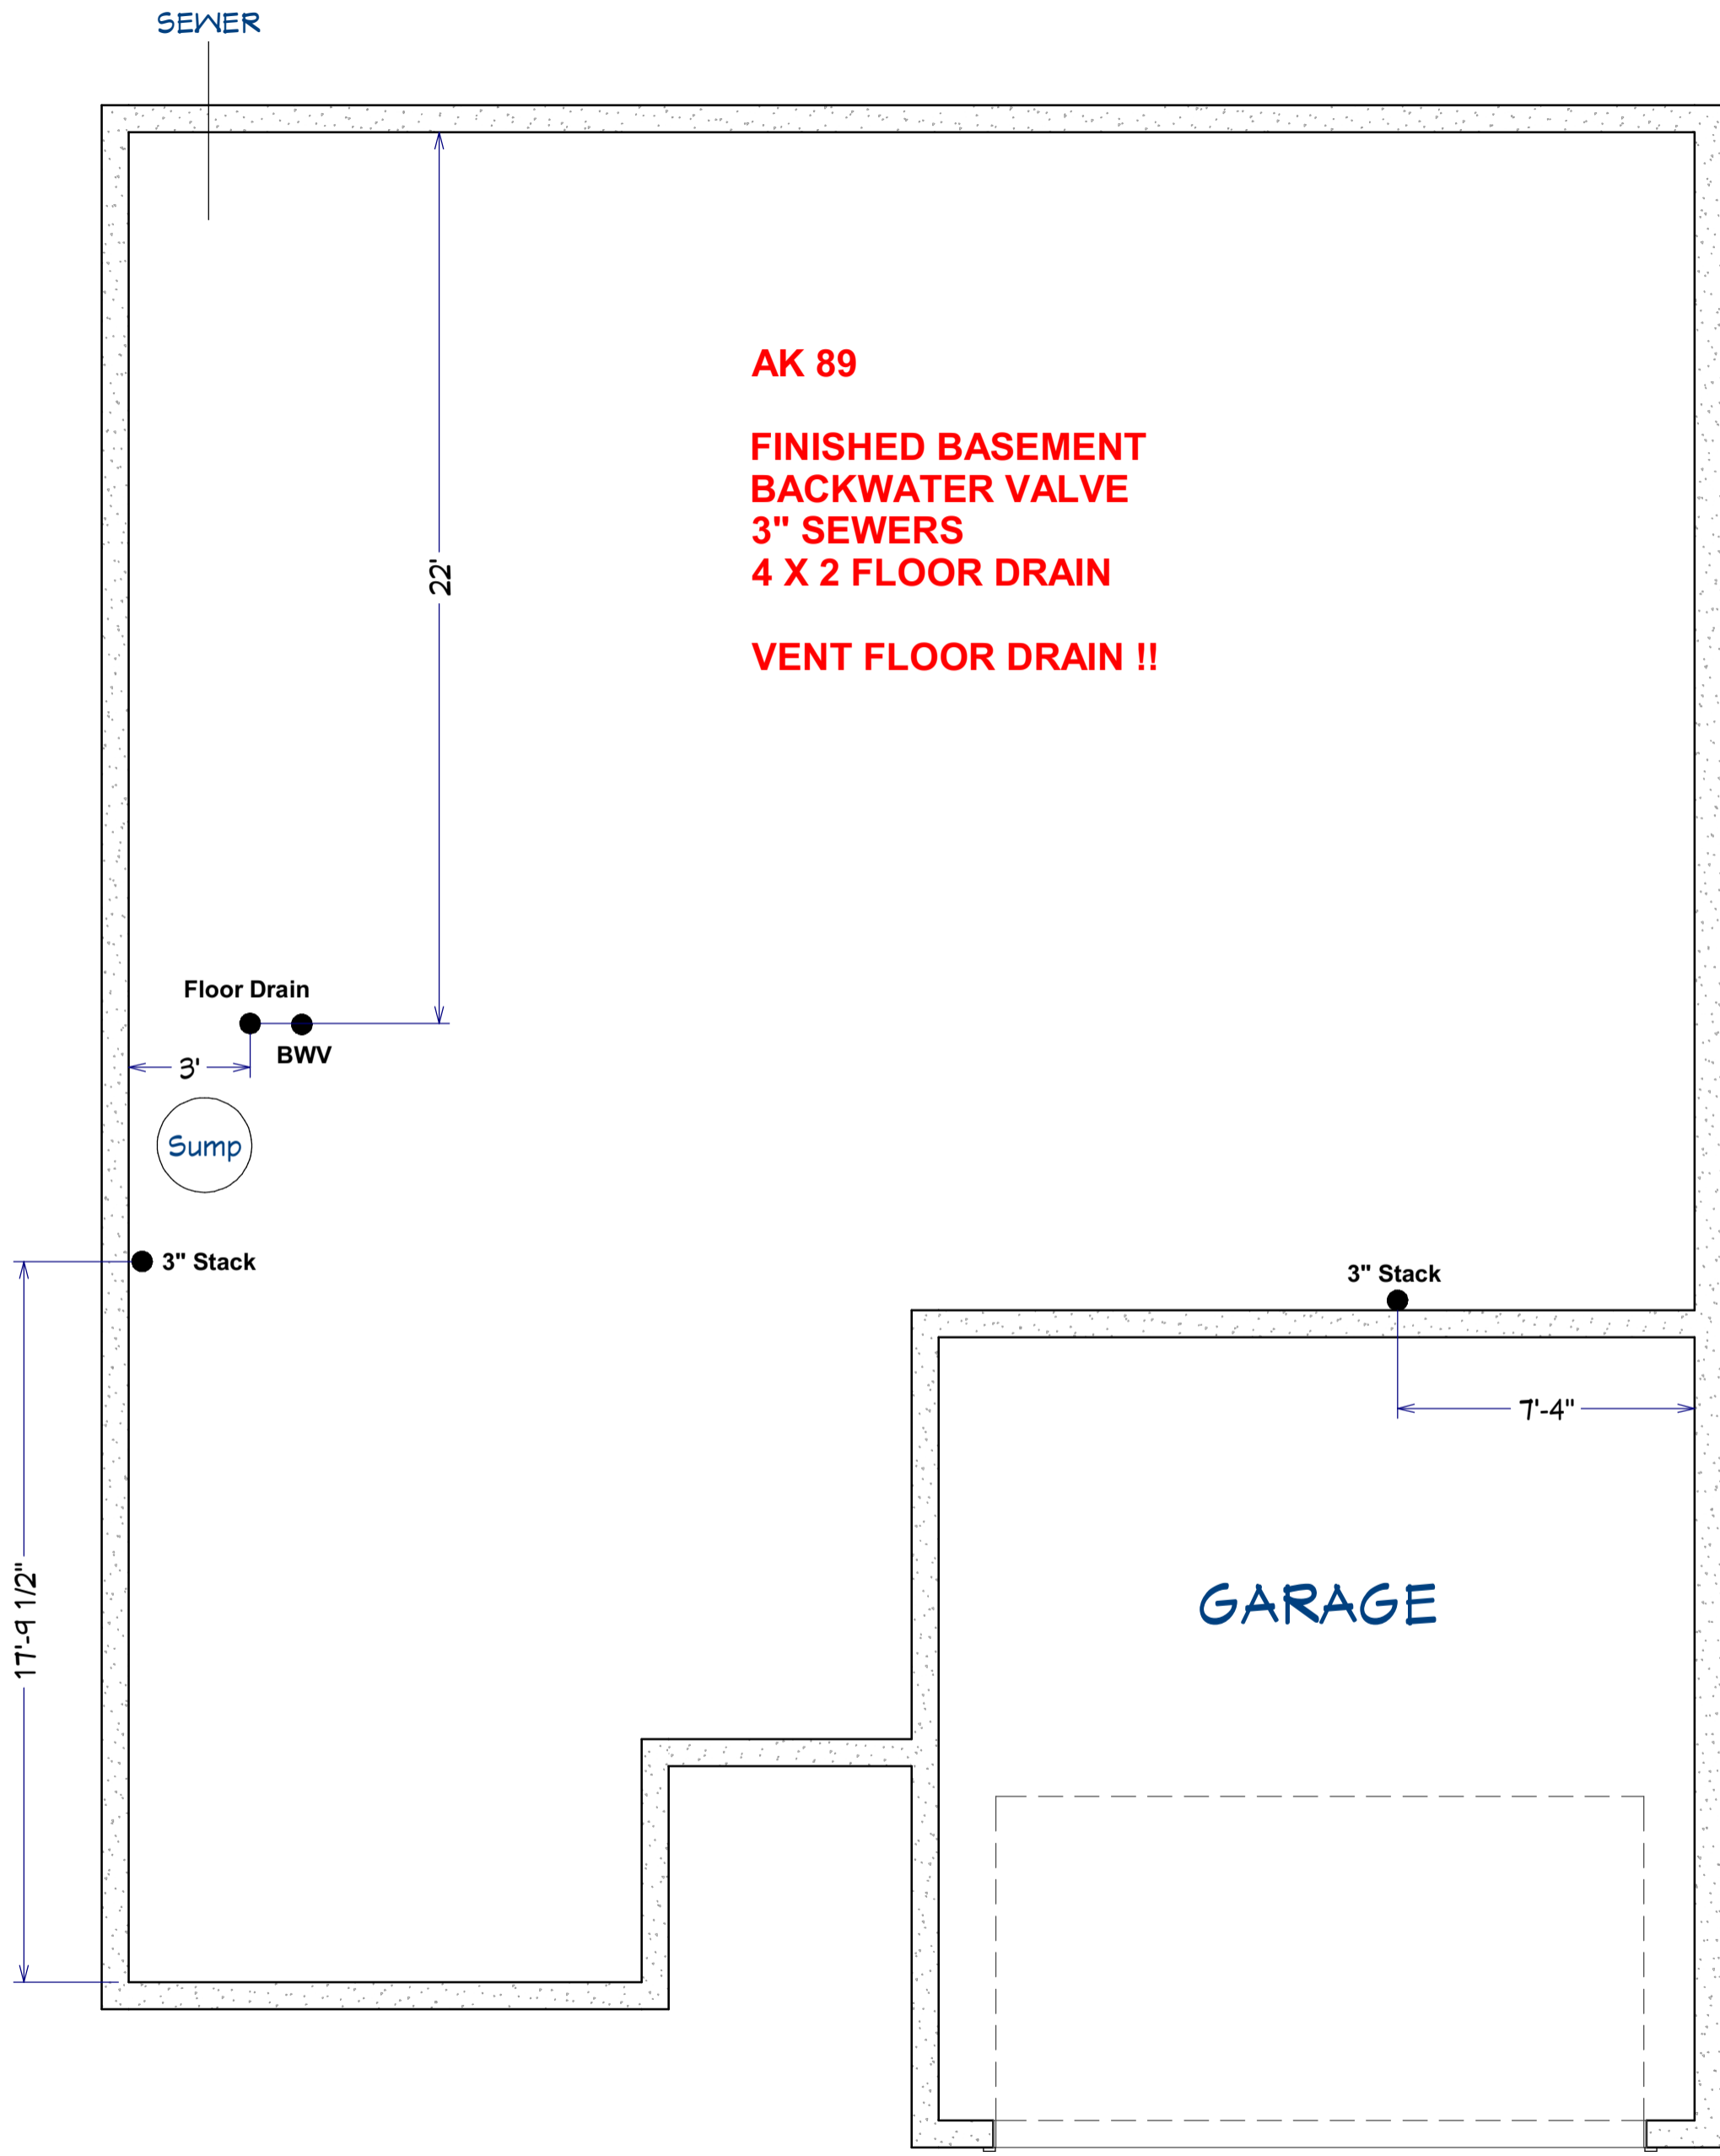 SEWER
AK 89
FINISHED BASEMENT
BACKWATER VALVE
3" SEWERS
4 X 2 FLOOR DRAIN
VENT FLOOR DRAIN !!
22'
Floor Drain
BWV
3'
Sump
3" Stack
3" Stack
7'-4"
17'-9 1/2"
GARAGE